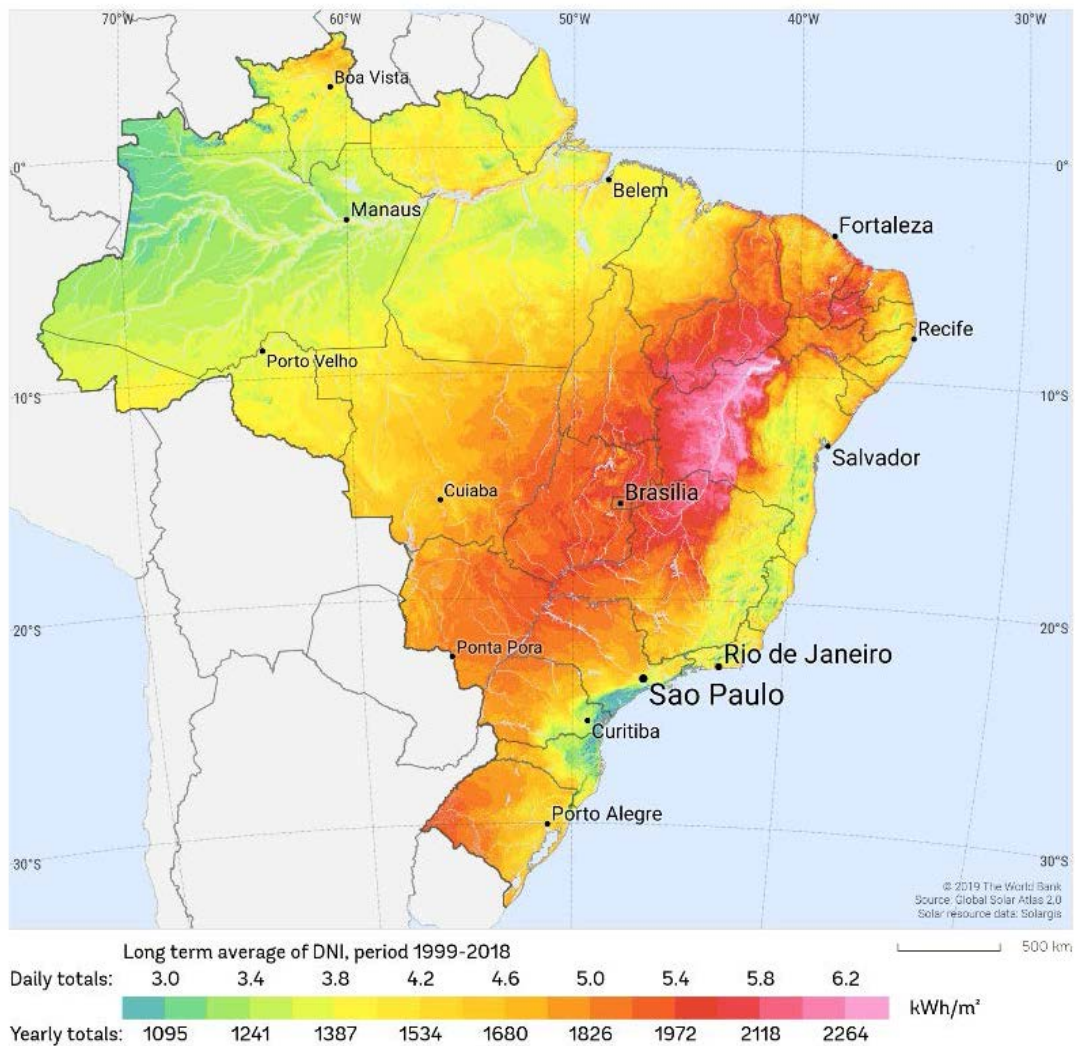 70°W 60°W 50°W 40°W 30°W
Boa Vista
0° 0°
Belem
Manaus
Fortaleza
Recife
Porto Velho
10°S 10°S
Salvador
Cuiaba
Brasilia
20°S 20°S
Ponta Pora
Rio de Janeiro
Sao Paulo
Curitiba
Porto Alegre
30°S 30°S
© 2019 The World Bank
Source: Global Solar Atlas 2.0
Solar resource data: Solargis
Long term average of DNI, period 1999-2018
500 km
Daily totals: 3.0 3.4 3.8 4.2 4.6 5.0 5.4 5.8 6.2
kWh/m²
Yearly totals: 1095 1241 1387 1534 1680 1826 1972 2118 2264